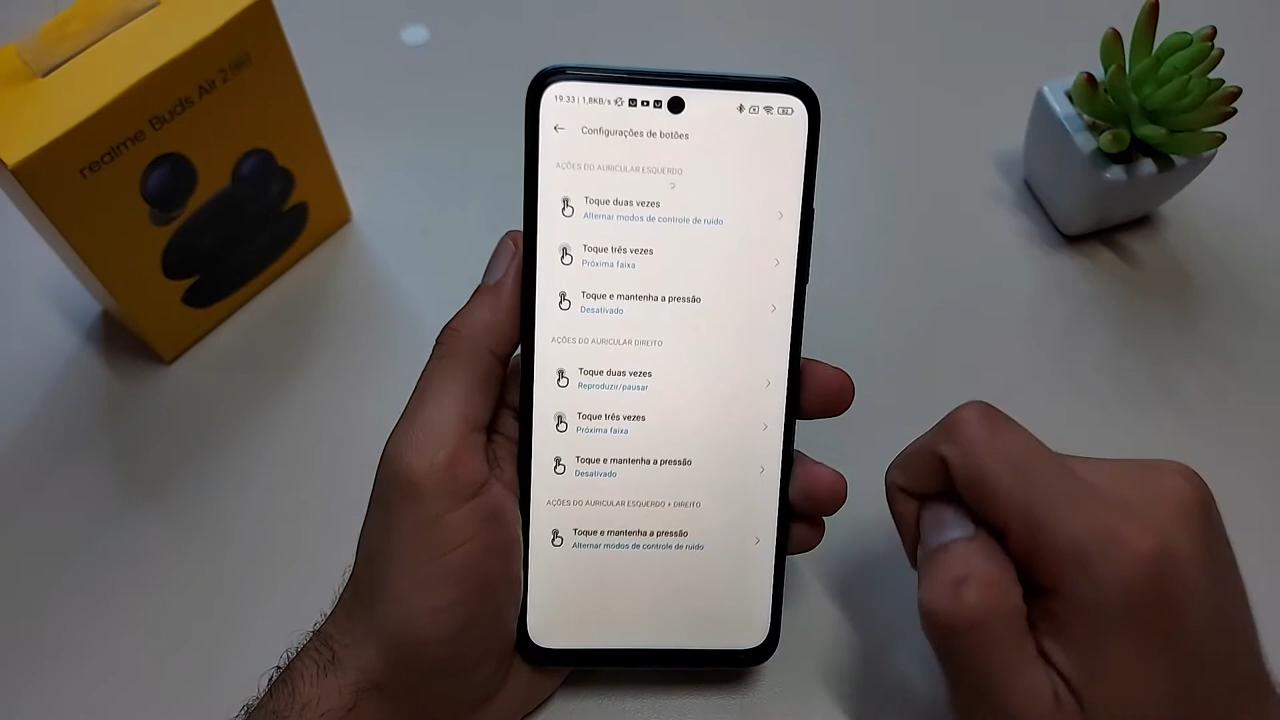 realme Buds Air 2
19:33 | 1,8KB/s
82
Configurações de botões
AÇÕES DO AURICULAR ESQUERDO
Toque duas vezes
Alternar modos de controle de ruído
Toque três vezes
Próxima faixa
Toque e mantenha a pressão
Desativado
AÇÕES DO AURICULAR DIREITO
Toque duas vezes
Reproduzir/pausar
Toque três vezes
Próxima faixa
Toque e mantenha a pressão
Desativado
AÇÕES DO AURICULAR ESQUERDO + DIREITO
Toque e mantenha a pressão
Alternar modos de controle de ruído